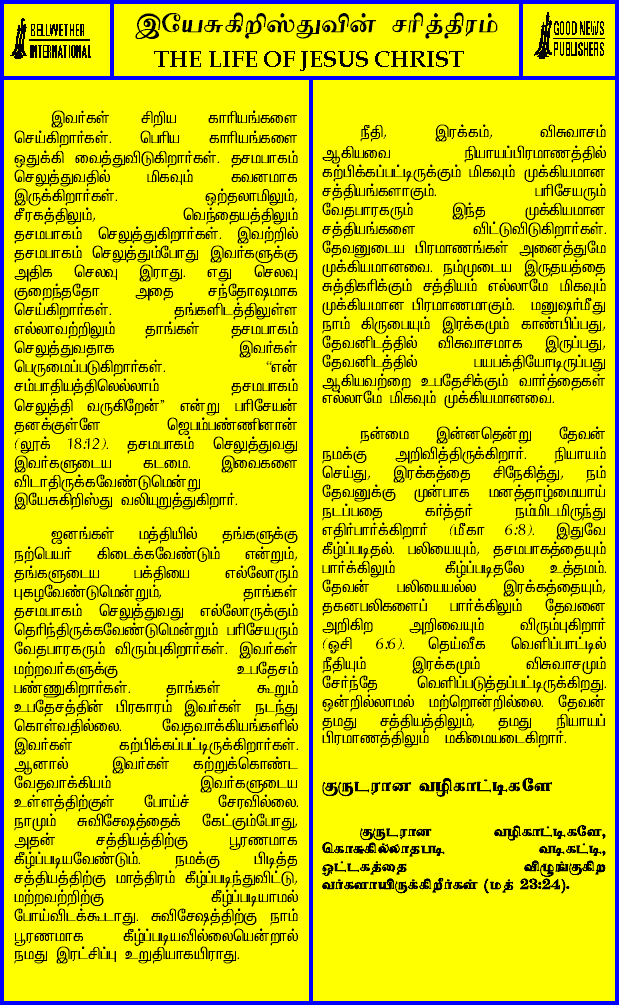 BELLWETHER
INTERNATIONAL
இயேசுகிறிஸ்துவின் சரித்திரம்
THE LIFE OF JESUS CHRIST
GOOD NEWS
PUBLISHERS
இவர்கள் சிறிய காரியங்களை
செய்கிறார்கள். பெரிய காரியங்களை
ஒதுக்கி வைத்துவிடுகிறார்கள். தசமபாகம்
செலுத்துவதில் மிகவும் கவனமாக
இருக்கிறார்கள். ஒற்தலாமிலும்,
சீரகத்திலும், வெந்தையத்திலும்
தசமபாகம் செலுத்துகிறார்கள். இவற்றில்
தசமபாகம் செலுத்தும்போது இவர்களுக்கு
அதிக செலவு இராது. எது செலவு
குறைந்ததோ அதை சந்தோஷமாக
செய்கிறார்கள். தங்களிடத்திலுள்ள
எல்லாவற்றிலும் தாங்கள் தசமபாகம்
செலுத்துவதாக இவர்கள்
பெருமைப்படுகிறார்கள். “என்
சம்பாதியத்திலெல்லாம் தசமபாகம்
செலுத்தி வருகிறேன்” என்று பரிசேயன்
தனக்குள்ளே ஜெபம்பண்ணினான்
(லூக் 18:12). தசமபாகம் செலுத்துவது
இவர்களுடைய கடமை. இவைகளை
விடாதிருக்கவேண்டுமென்று
இயேசுகிறிஸ்து வலியுறுத்துகிறார்.
ஜனங்கள் மத்தியில் தங்களுக்கு
நற்பெயர் கிடைக்கவேண்டும் என்றும்,
தங்களுடைய பக்தியை எல்லோரும்
புகழவேண்டுமென்றும், தாங்கள்
தசமபாகம் செலுத்துவது எல்லோருக்கும்
தெரிந்திருக்கவேண்டுமென்றும் பரிசேயரும்
வேதபாரகரும் விரும்புகிறார்கள். இவர்கள்
மற்றவர்களுக்கு உபதேசம்
பண்ணுகிறார்கள். தாங்கள் கூறும்
உபதேசத்தின் பிரகாரம் இவர்கள் நடந்து
கொள்வதில்லை. வேதவாக்கியங்களில்
இவர்கள் கற்பிக்கப்பட்டிருக்கிறார்கள்.
ஆனால் இவர்கள் கற்றுக்கொண்ட
வேதவாக்கியம் இவர்களுடைய
உள்ளத்திற்குள் போய்ச் சேரவில்லை.
நாமும் சுவிசேஷத்தைக் கேட்கும்போது,
அதன் சத்தியத்திற்கு பூரணமாக
கீழ்ப்படியவேண்டும். நமக்கு பிடித்த
சத்தியத்திற்கு மாத்திரம் கீழ்ப்படிந்துவிட்டு,
மற்றவற்றிற்கு கீழ்ப்படியாமல்
போய்விடக்கூடாது. சுவிசேஷத்திற்கு நாம்
பூரணமாக கீழ்ப்படியவில்லையென்றால்
நமது இரட்சிப்பு உறுதியாகயிராது.
நீதி, இரக்கம், விசுவாசம்
ஆகியவை நியாயப்பிரமாணத்தில்
கற்பிக்கப்பட்டிருக்கும் மிகவும் முக்கியமான
சத்தியங்களாகும். பரிசேயரும்
வேதபாரகரும் இந்த முக்கியமான
சத்தியங்களை விட்டுவிடுகிறார்கள்.
தேவனுடைய பிரமாணங்கள் அனைத்துமே
முக்கியமானவை. நம்முடைய இருதயத்தை
சுத்திகரிக்கும் சத்தியம் எல்லாமே மிகவும்
முக்கியமான பிரமாணமாகும். மனுஷர்மீது
நாம் கிருபையும் இரக்கமும் காண்பிப்பது,
தேவனிடத்தில் விசுவாசமாக இருப்பது,
தேவனிடத்தில் பயபக்தியோடிருப்பது
ஆகியவற்றை உபதேசிக்கும் வார்த்தைகள்
எல்லாமே மிகவும் முக்கியமானவை.
நன்மை இன்னதென்று தேவன்
நமக்கு அறிவித்திருக்கிறார். நியாயம்
செய்து, இரக்கத்தை சிநேகித்து, நம்
தேவனுக்கு முன்பாக மனத்தாழ்மையாய்
நடப்பதை கர்த்தர் நம்மிடமிருந்து
எதிர்பார்க்கிறார் (மீகா 6:8). இதுவே
கீழ்ப்படிதல். பலியையும், தசமபாகத்தையும்
பார்க்கிலும் கீழ்ப்படிதலே உத்தமம்.
தேவன் பலியையல்ல இரக்கத்தையும்,
தகனபலிகளைப் பார்க்கிலும் தேவனை
அறிகிற அறிவையும் விரும்புகிறார்
(ஓசி 6:6). தெய்வீக வெளிப்பாட்டில்
நீதியும் இரக்கமும் விசுவாசமும்
சேர்ந்தே வெளிப்படுத்தப்பட்டிருக்கிறது.
ஒன்றில்லாமல் மற்றொன்றில்லை. தேவன்
தமது சத்தியத்திலும், தமது நியாயப்
பிரமாணத்திலும் மகிமையடைகிறார்.
குருடரான வழிகாட்டிகளே
குருடரான வழிகாட்டிகளே,
கொசுகில்லாதபடி வடிகட்டி,
ஒட்டகத்தை விழுங்குகிற
வர்களாயிருக்கிறீர்கள் (மத் 23:24).